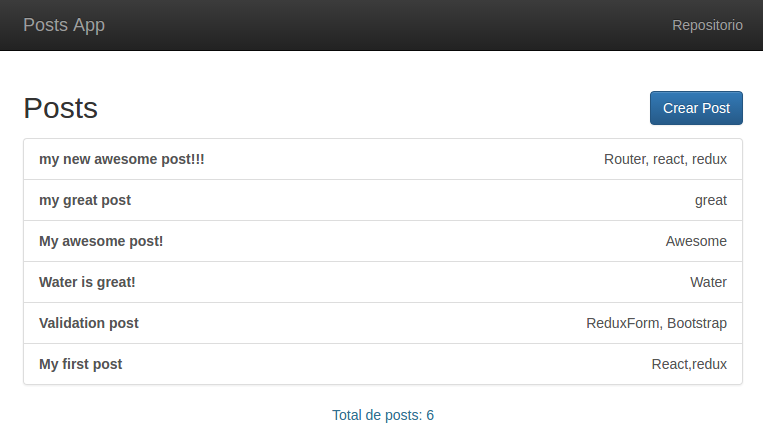 Posts App Repositorio
Posts Crear Post
my new awesome post!!! Router, react, redux
my great post great
My awesome post! Awesome
Water is great! Water
Validation post ReduxForm, Bootstrap
My first post React,redux
Total de posts: 6